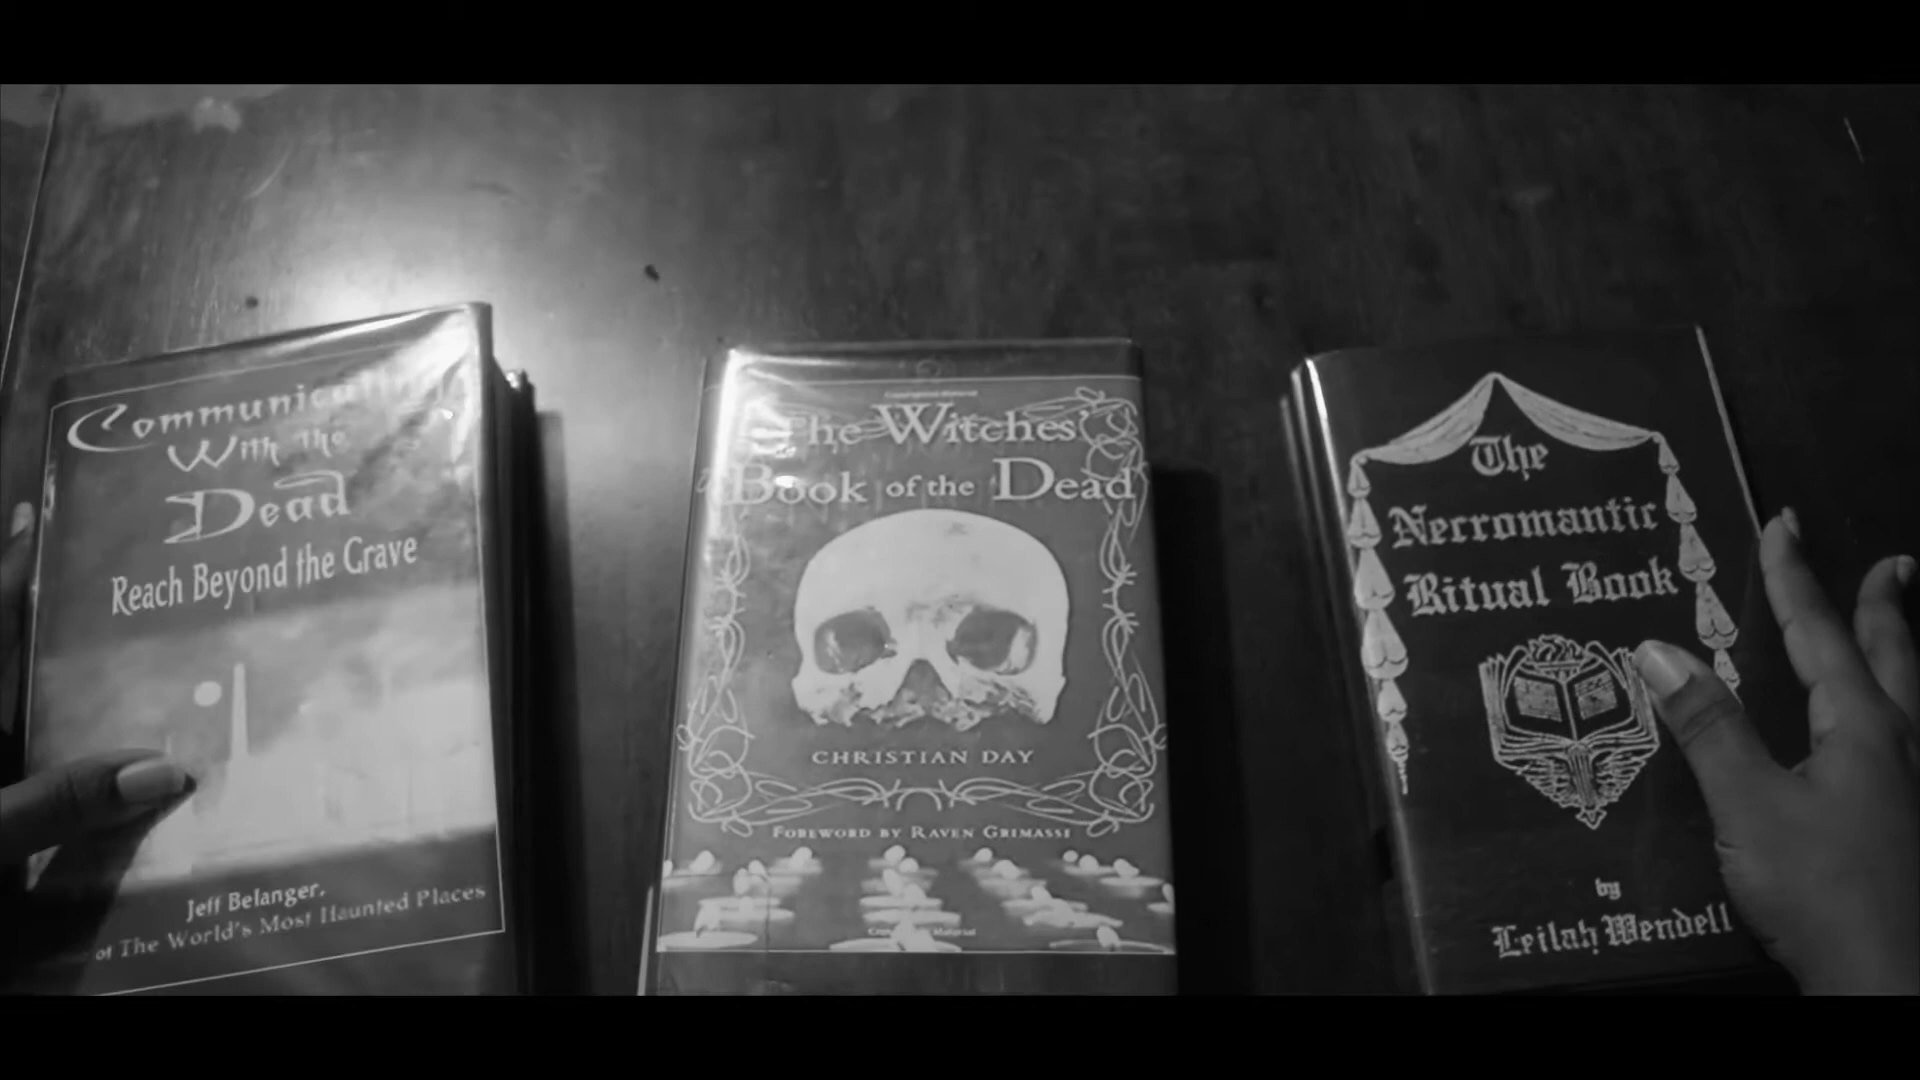 Communicating
With the
Dead
Reach Beyond the Grave
Jeff Belanger,
of The World's Most Haunted Places
The Witches'
Book of the Dead
CHRISTIAN DAY
FOREWORD BY RAVEN GRIMASSI
The
Necromantic
Ritual Book
by
Leilah Wendell